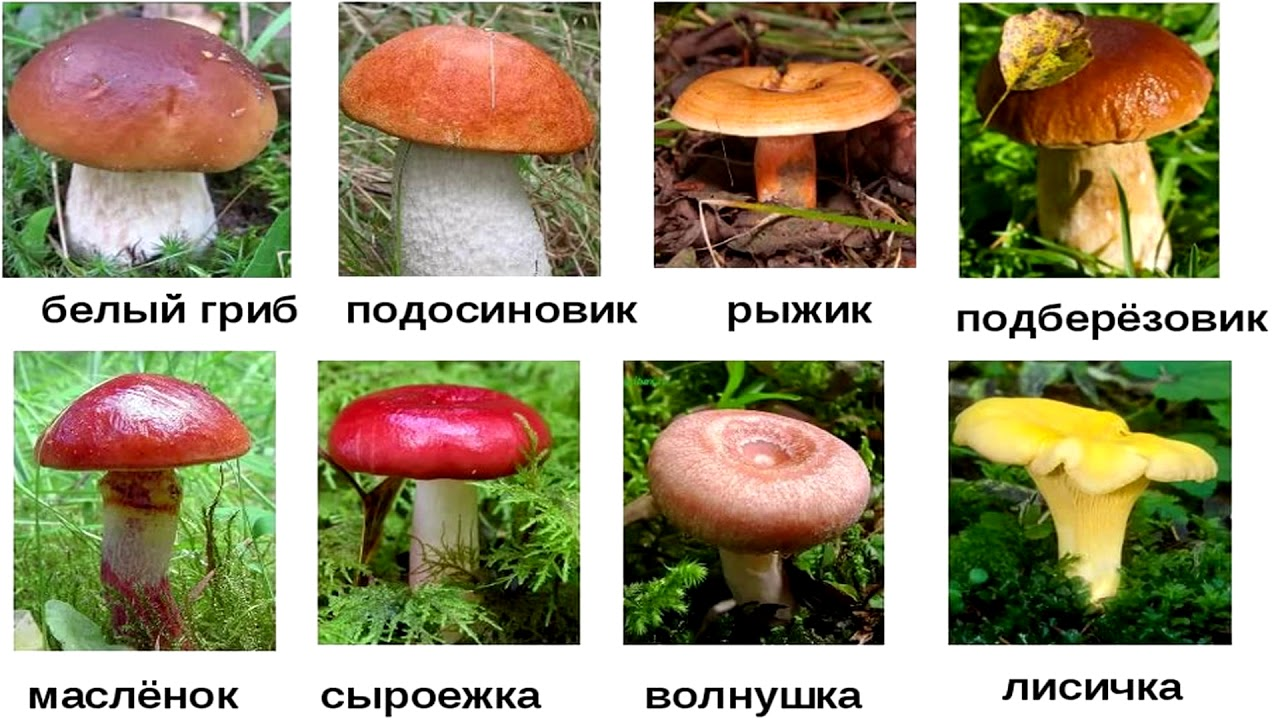 белый гриб
подосиновик
рыжик
подберёзовик
маслёнок
сыроежка
волнушка
лисичка